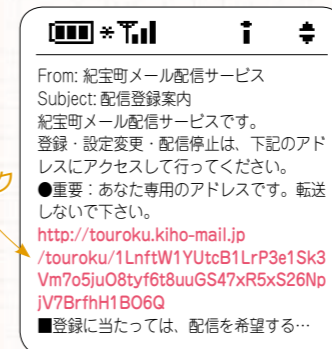 From: 紀宝町メール配信サービス
Subject: 配信登録案内
紀宝町メール配信サービスです。
登録・設定変更・配信停止は、下記のアド
レスにアクセスして行ってください。
●重要：あなた専用のアドレスです。転送
しないで下さい。
http://touroku.kiho-mail.jp
/touroku/1LnftW1YUtcB1LrP3e1Sk3
Vm7o5juO8tyf6t8uuGS47xR5xS26Np
jV7BrfhH1BO6Q
■登録に当たっては、配信を希望する…
ク